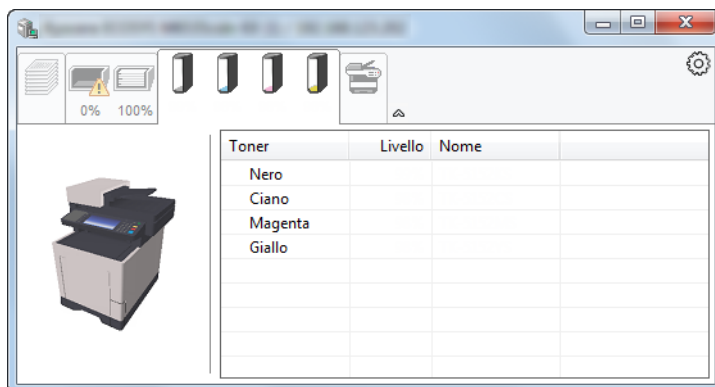 0% 100%
Toner Livello Nome
Nero
Ciano
Magenta
Giallo